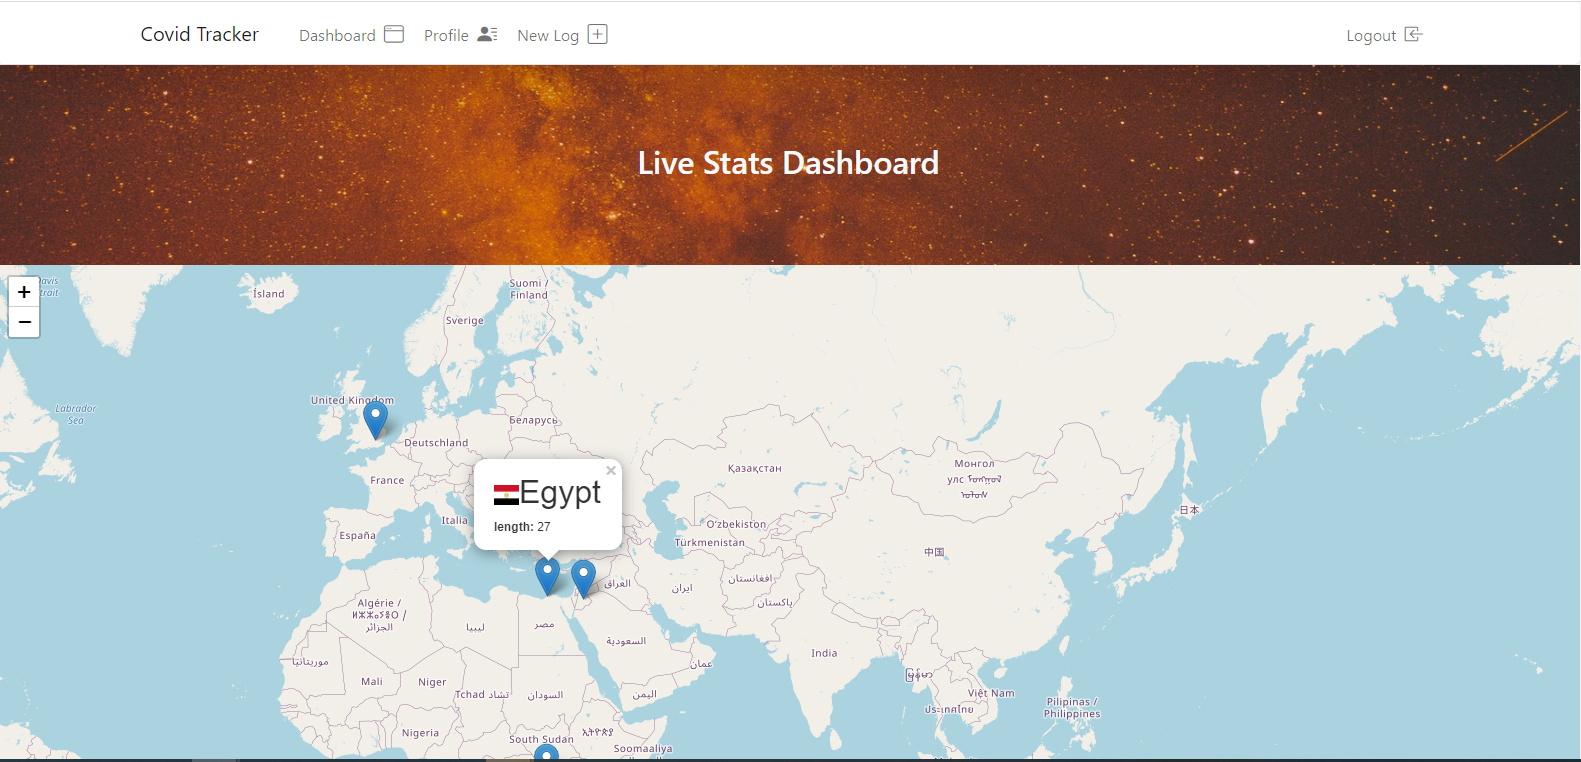 Covid Tracker
Dashboard
Profile
New Log
Logout
Live Stats Dashboard
+
−
Ísland
Suomi /
Finland
Sverige
United Kingdom
Labrador
Sea
Беларусь
Deutschland
France
Қазақстан
Монгол
улс
Egypt
×
length: 27
Italia
España
O'zbekiston
Türkmenistan
日本
中国
افغانستان
ایران
پاکستان
العراق
Algérie /
ⵍⵣⵣⴰⵢⴻⵔ /
الجزائر
ليبيا
مصر
السعودية
عمان
موريتانيا
India
Mali
Niger
Tchad تشاد
السودان
اليمن
Việt Nam
ประเทศไทย
Pilipinas /
Philippines
Nigeria
South Sudan
ኢትዮጵያ
Soomaaliya